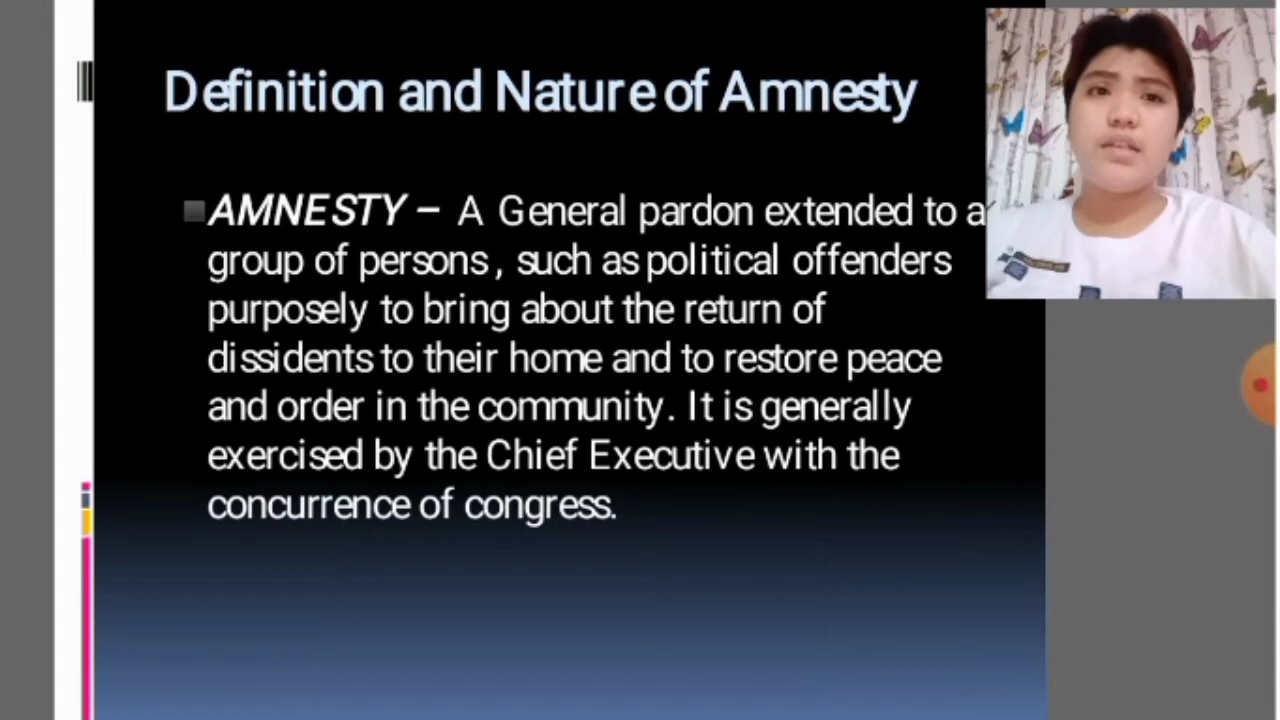 Definition and Nature of Amnesty
AMNESTY – A General pardon extended to a
group of persons, such as political offenders
purposely to bring about the return of
dissidents to their home and to restore peace
and order in the community. It is generally
exercised by the Chief Executive with the
concurrence of congress.